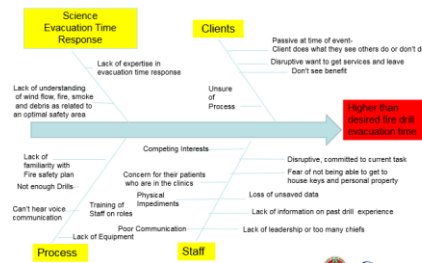 Science
Evacuation Time
Response
Clients
Passive at time of event-
Client does what they see others do or don't do
Disruptive want to get services and leave
Don't see benefit
Lack of expertise in
evacuation time response
Lack of understanding
of wind flow, fire, smoke
and debris as related to
an optimal safety area
Unsure
of
Process
Higher than
desired fire drill
evacuation time
Competing Interests
Lack of
familiarity with
Fire safety plan
Disruptive, committed to current task
Concern for their patients
who are in the clinics
Fear of not being able to get to
house keys and personal property
Not enough Drills
Physical
Impediments
Loss of unsaved data
Can't hear voice
communication
Training of
Staff on roles
Lack of information on past drill experience
Poor Communication
Lack of leadership or too many chiefs
Lack of Equipment
Process
Staff